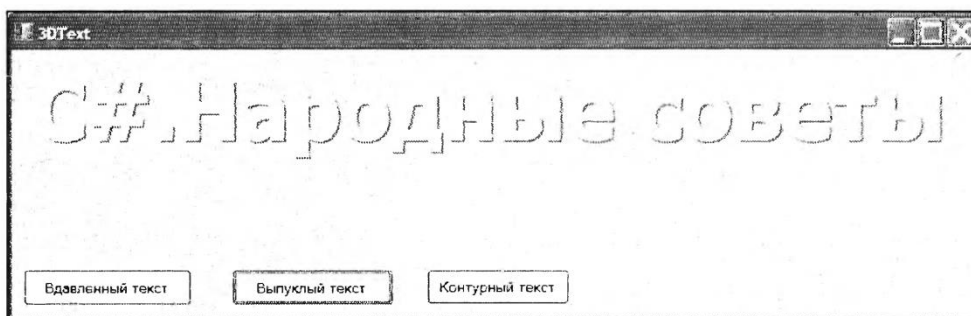 3DText
C#.Народные советы
Вдавленный текст Выпуклый текст Контурный текст